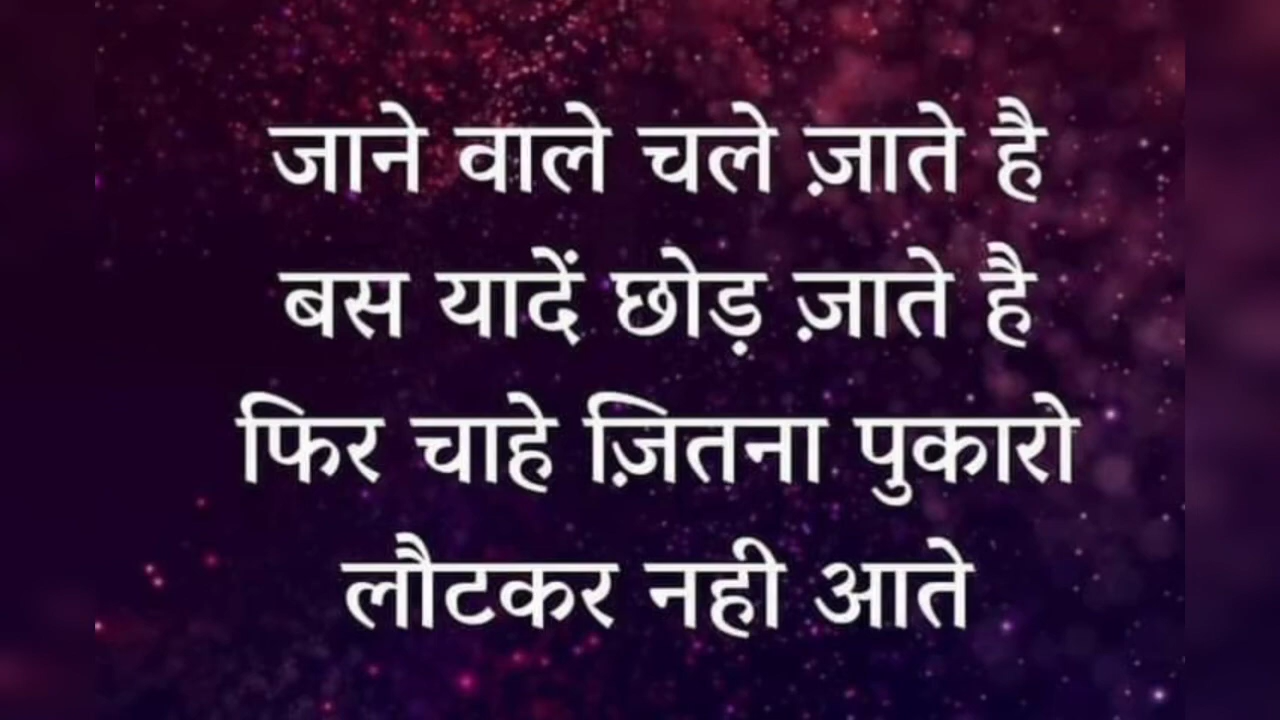 जाने वाले चले ज़ाते है
बस यादें छोड़ ज़ाते है
फिर चाहे ज़ितना पुकारो
लौटकर नही आते